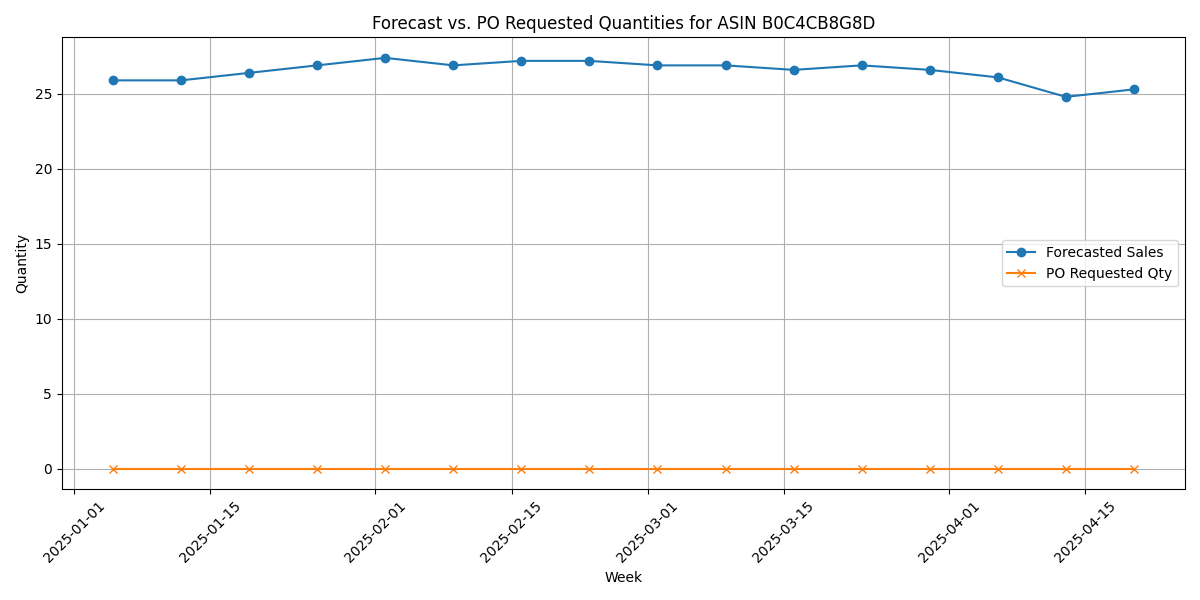 Forecast vs. PO Requested Quantities for ASIN B0C4CB8G8D
Quantity
25
20
15
10
5
0
Forecasted Sales
PO Requested Qty
2025-01-01
2025-01-15
2025-02-01
2025-02-15
2025-03-01
2025-03-15
2025-04-01
2025-04-15
Week